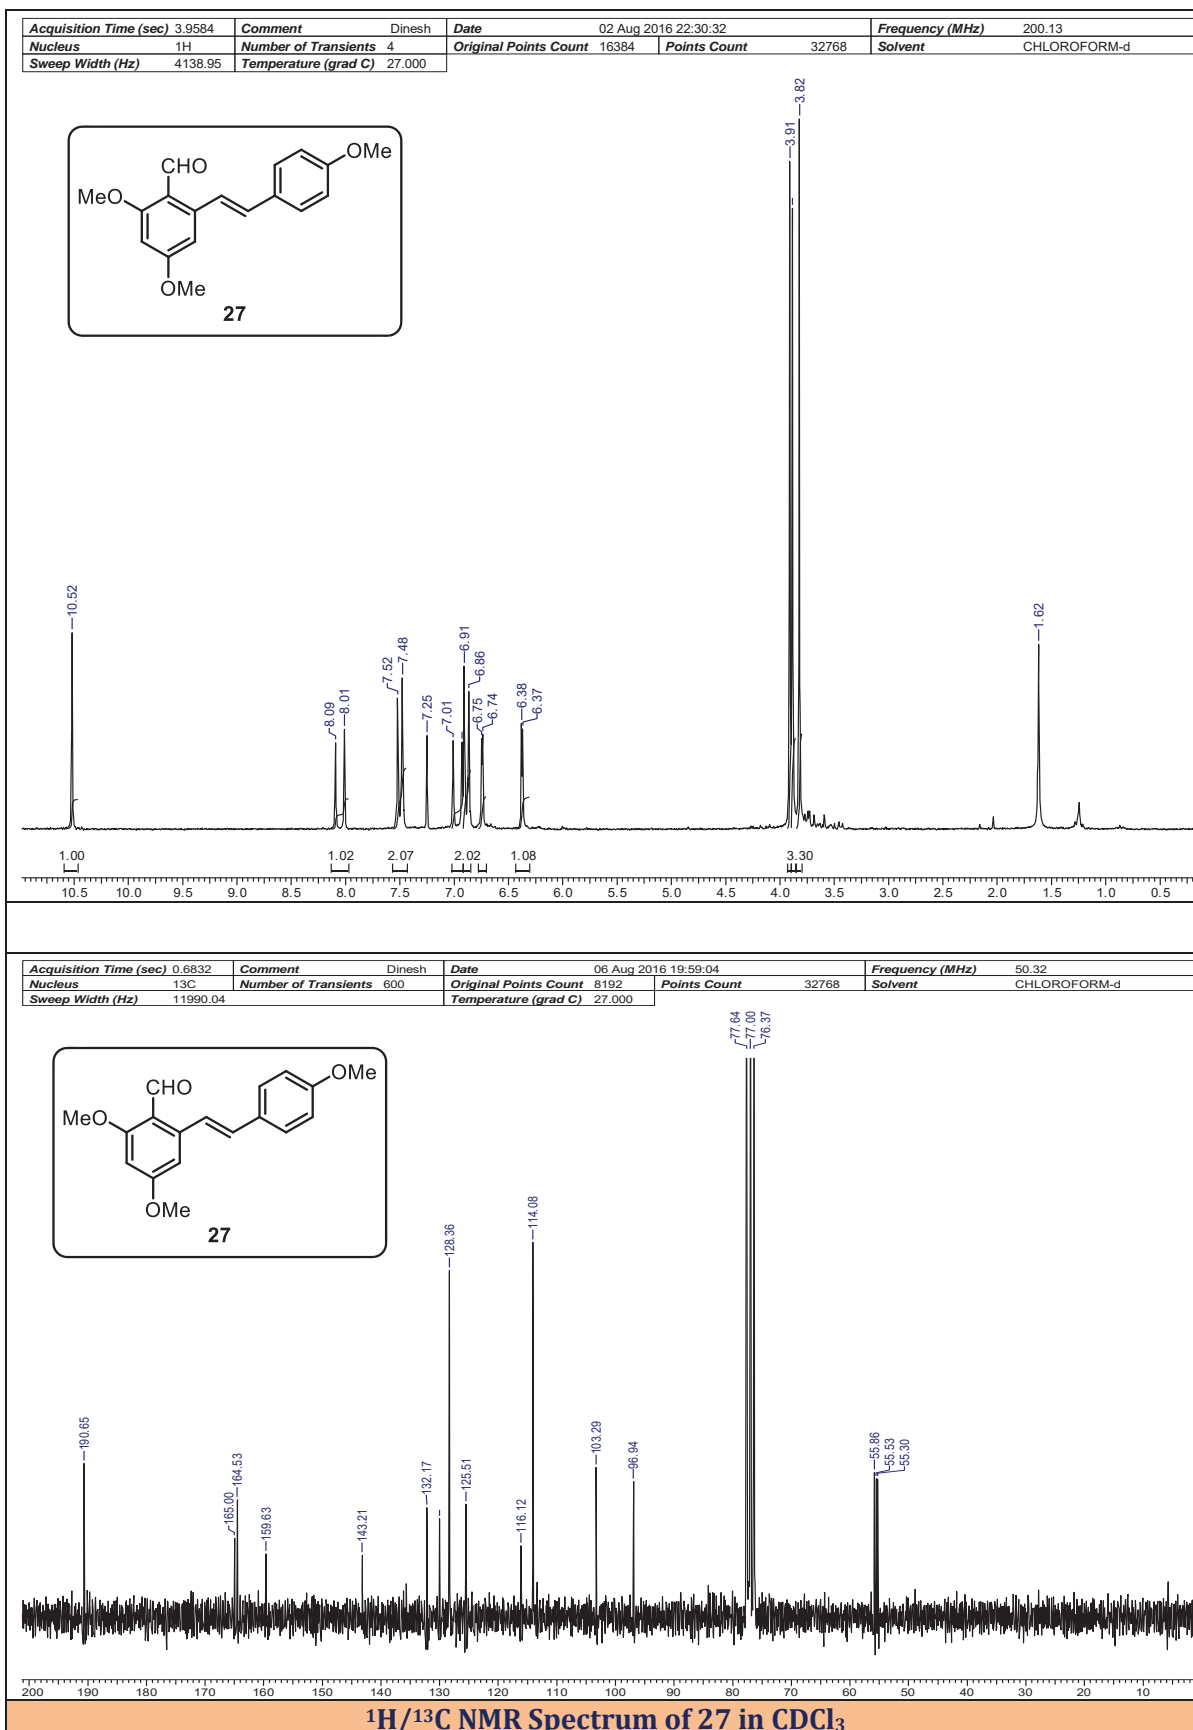 Acquisition Time (sec) 3.9584 Comment Dinesh Date 02 Aug 2016 22:30:32 Frequency (MHz) 200.13
Nucleus 1H Number of Transients 4 Original Points Count 16384 Points Count 32768 Solvent CHLOROFORM-d
Sweep Width (Hz) 4138.95 Temperature (grad C) 27.000
CHO
OMe
MeO
OMe
27
10.52
8.09
8.01
7.52
7.48
7.25
7.01
6.91
6.86
6.75
6.74
6.38
6.37
3.91
3.82
1.62
1.00 1.02 2.07 2.02 1.08 3.30
10.5 10.0 9.5 9.0 8.5 8.0 7.5 7.0 6.5 6.0 5.5 5.0 4.5 4.0 3.5 3.0 2.5 2.0 1.5 1.0 0.5
Acquisition Time (sec) 0.6832 Comment Dinesh Date 06 Aug 2016 19:59:04 Frequency (MHz) 50.32
Nucleus 13C Number of Transients 600 Original Points Count 8192 Points Count 32768 Solvent CHLOROFORM-d
Sweep Width (Hz) 11990.04 Temperature (grad C) 27.000
CHO
OMe
MeO
OMe
27
190.65
165.00
164.53
159.63
143.21
132.17
128.36
125.51
116.12
114.08
103.29
96.94
77.64
77.00
76.37
55.86
55.53
55.30
200 190 180 170 160 150 140 130 120 110 100 90 80 70 60 50 40 30 20 10
¹H/¹³C NMR Spectrum of 27 in CDCl₃